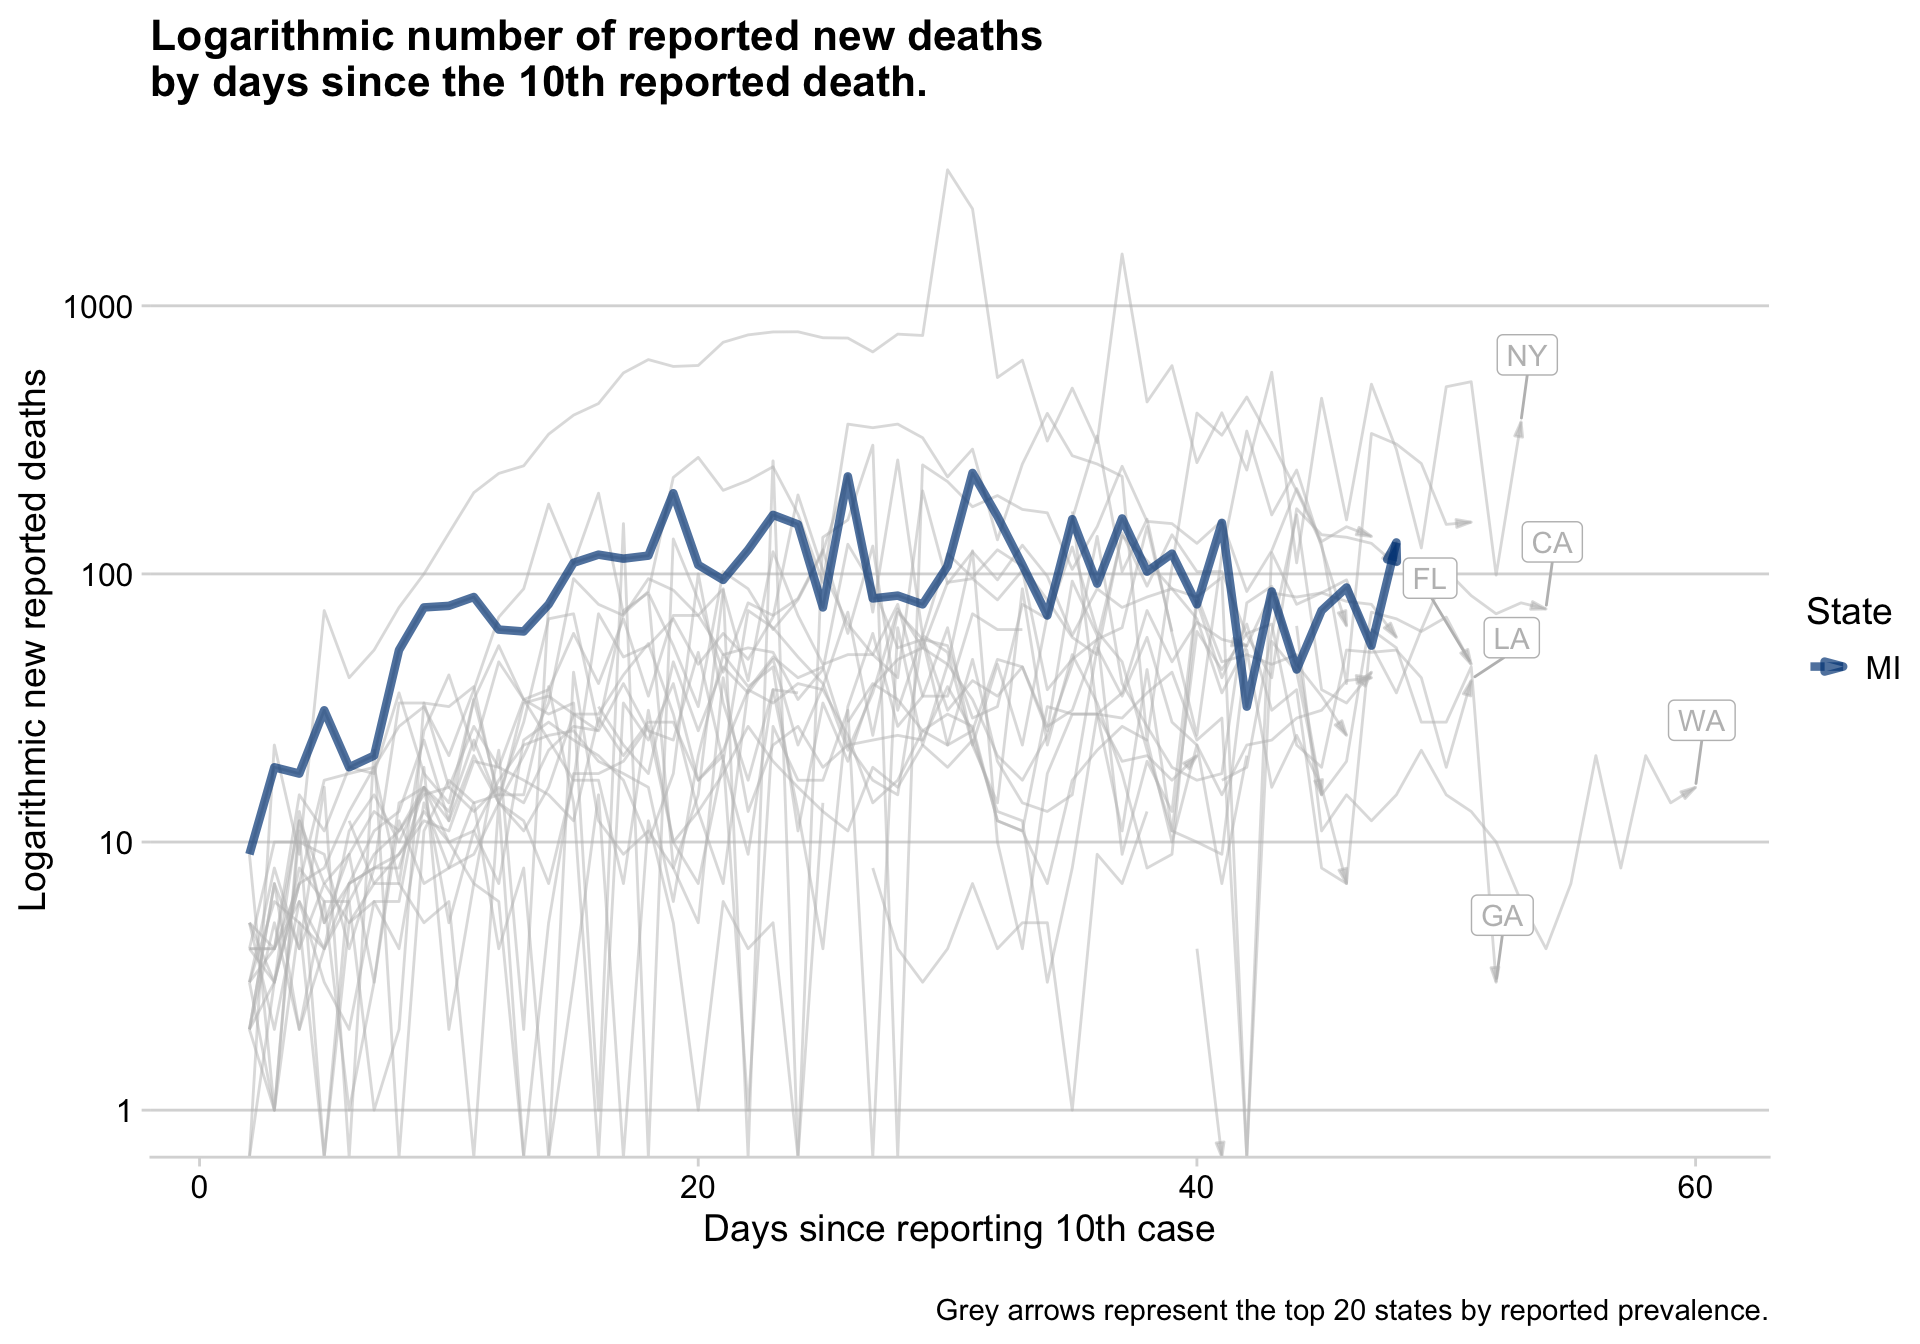 Logarithmic number of reported new deaths
by days since the 10th reported death.
Logarithmic new reported deaths
1000
100
10
1
NY
CA
FL
LA
WA
GA
State
MI
0
20
40
60
Days since reporting 10th case
Grey arrows represent the top 20 states by reported prevalence.